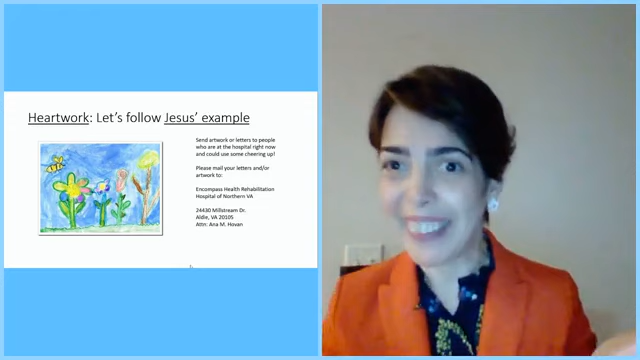 Heartwork: Let's follow Jesus' example
Send artwork or letters to people
who are at the hospital right now
and could use some cheering up!
Please mail your letters and/or
artwork to:
Encompass Health Rehabilitation
Hospital of Northern VA
24430 Millstream Dr.
Aldie, VA 20105
Attn: Ana M. Hovan